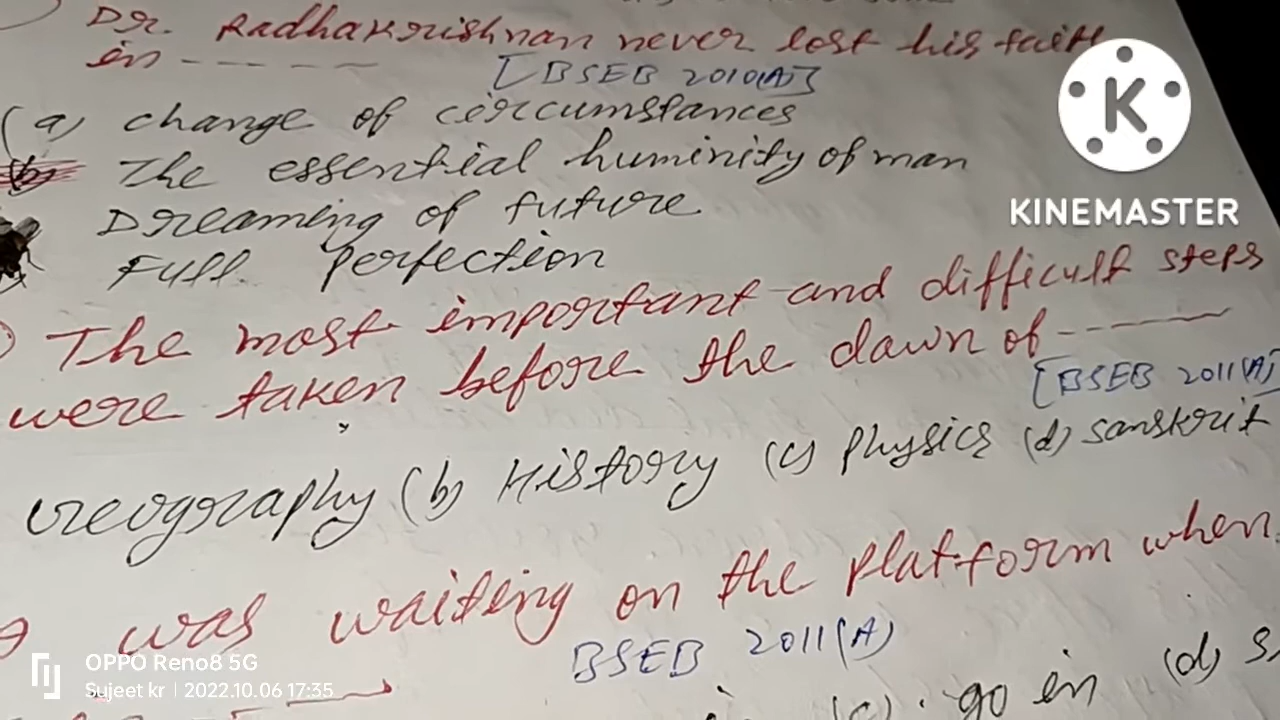 Dr. Radhakrishnan never lost his faith
in - - - - -
[BSEB 2010(A)]
(a) change of circumstances
(b) The essential huminity of man
Dreaming of future
Full perfection
K
KINEMASTER
The most important and difficult steps
were taken before the dawn of - - - - -
[BSEB 2011(A)]
Greography (b) History (c) Physics (d) sanskrit
was waiting on the platform when
BSEB 2011(A)
(c) go in (d)
OPPO Reno8 5G
Sujeet kr | 2022.10.06 17:35